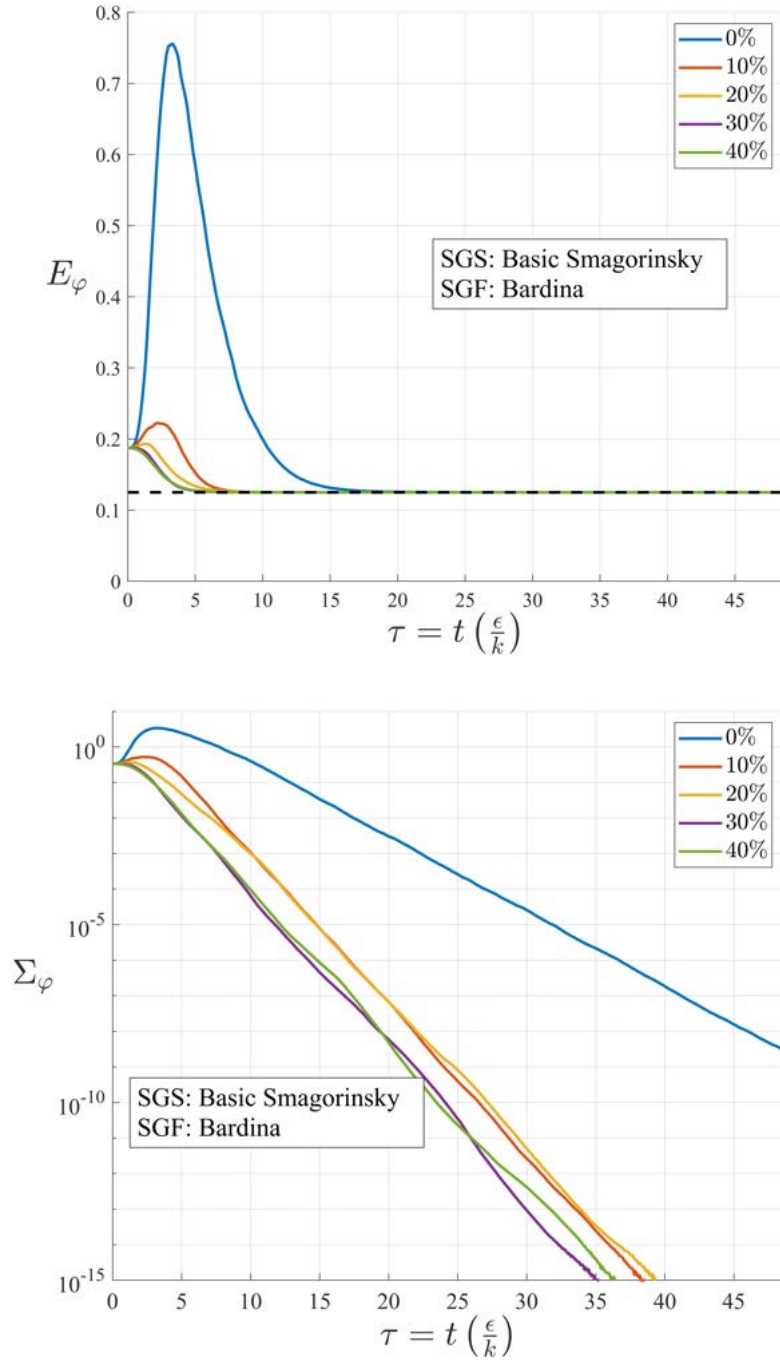 0.8
0.7
0.6
0.5
0.4
0.3
0.2
0.1
0
E_φ
0%
10%
20%
30%
40%
SGS: Basic Smagorinsky
SGF: Bardina
0 5 10 15 20 25 30 35 40 45
τ = t (ϵ/k)
10^0
10^-5
10^-10
10^-15
Σ_φ
0%
10%
20%
30%
40%
SGS: Basic Smagorinsky
SGF: Bardina
0 5 10 15 20 25 30 35 40 45
τ = t (ϵ/k)